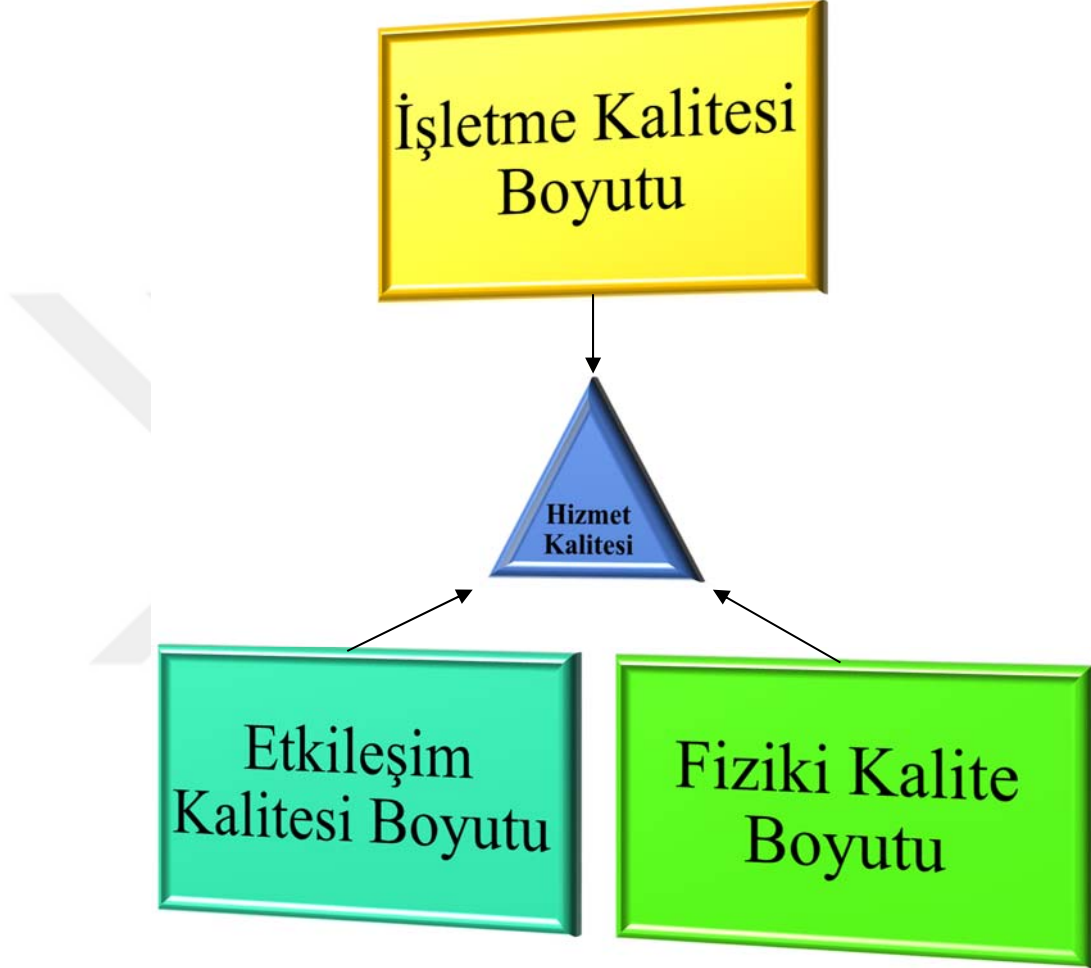 İşletme Kalitesi
Boyutu
Hizmet
Kalitesi
Etkileşim
Kalitesi Boyutu
Fiziki Kalite
Boyutu